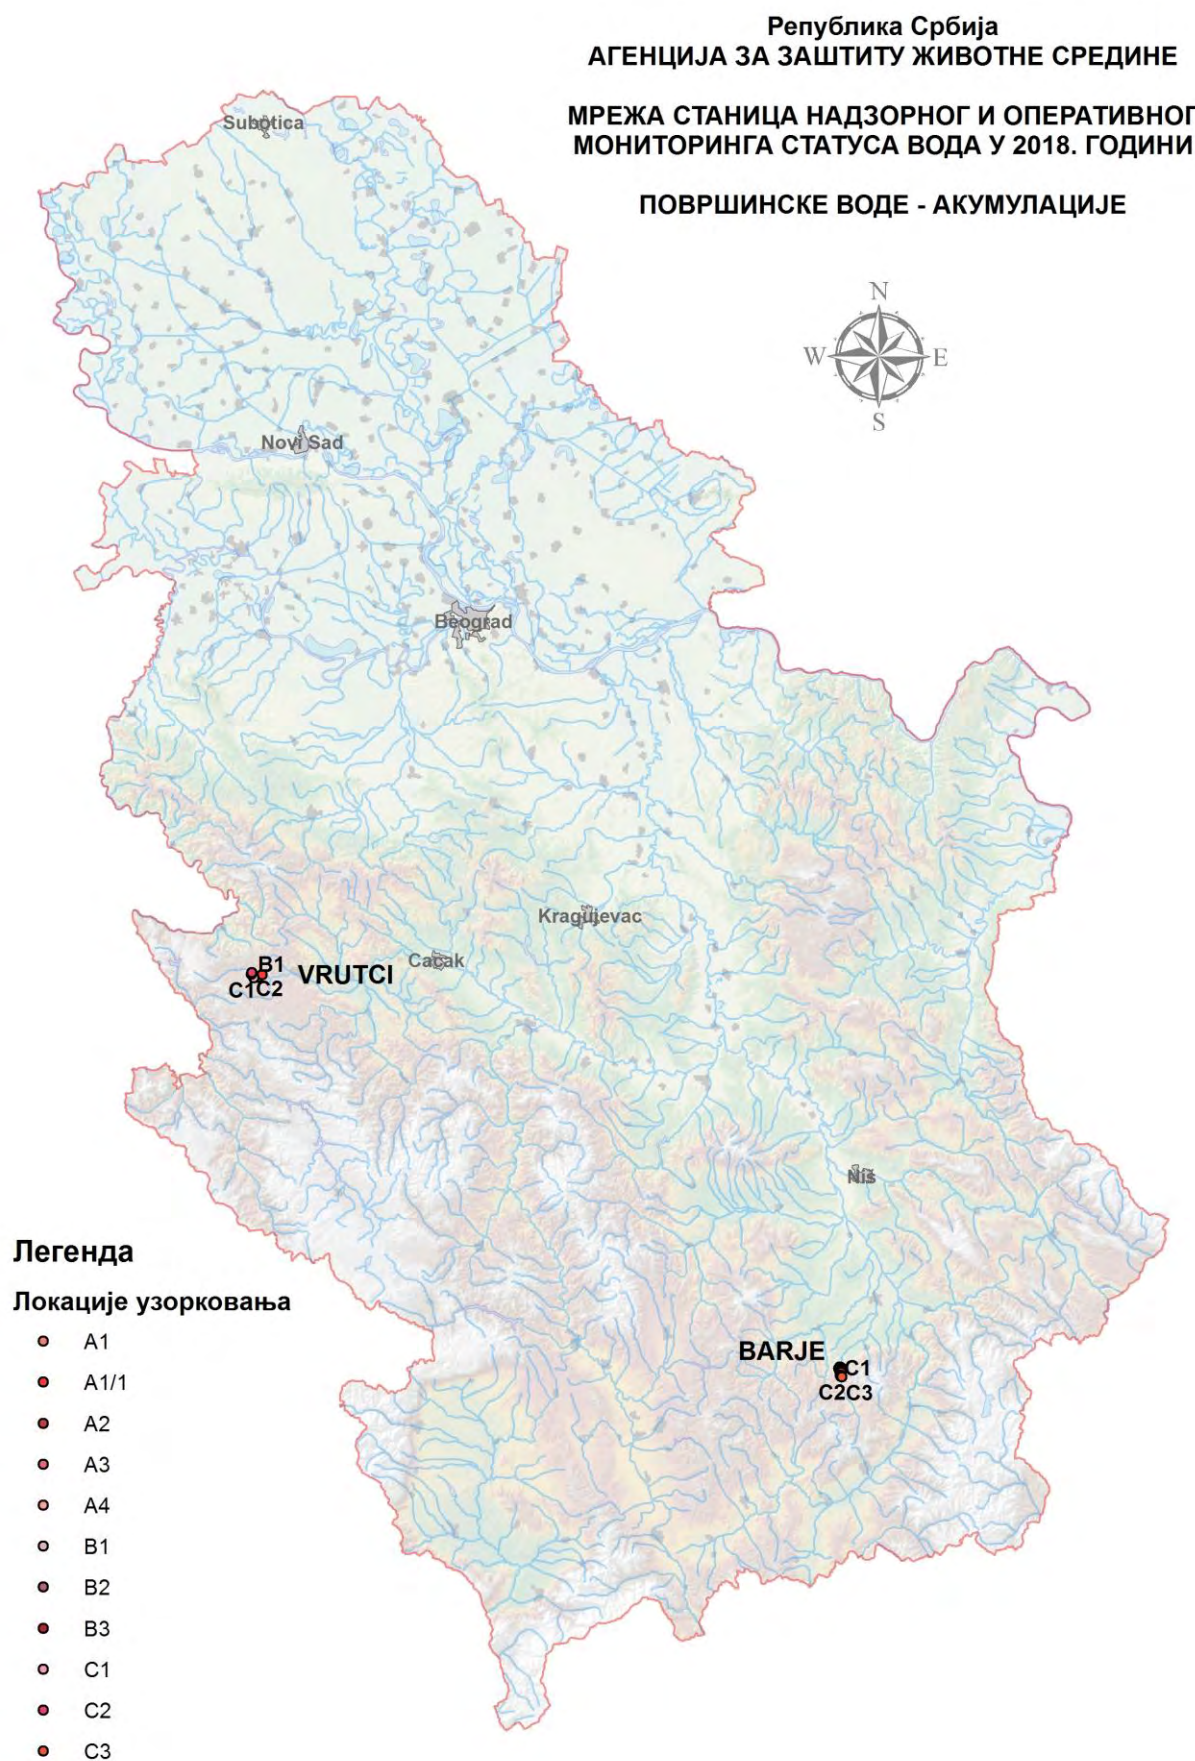 Република Србија
АГЕНЦИЈА ЗА ЗАШТИТУ ЖИВОТНЕ СРЕДИНЕ
МРЕЖА СТАНИЦА НАДЗОРНОГ И ОПЕРАТИВНОГ
МОНИТОРИНГА СТАТУСА ВОДА У 2018. ГОДИНИ
ПОВРШИНСКЕ ВОДЕ - АКУМУЛАЦИЈЕ
Subotica
N
W E
S
Novi Sad
Beograd
Kragujevac
Cacak
B1
VRUTCI
C1C2
Niš
BARJE
C1
C2C3
Легенда
Локације узорковања
A1
A1/1
A2
A3
A4
B1
B2
B3
C1
C2
C3